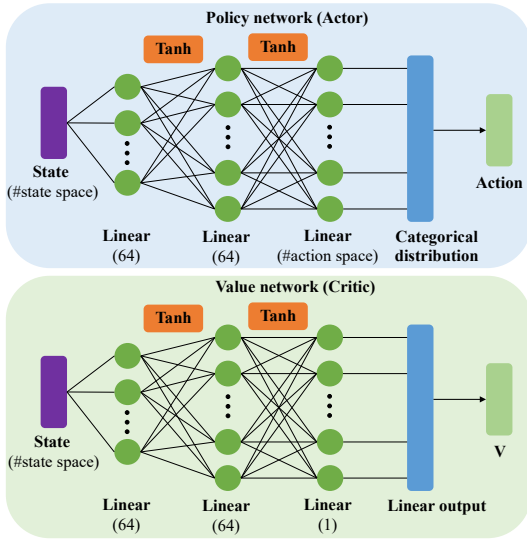 Policy network (Actor)
Tanh
Tanh
State
(#state space)
Linear
(64)
Linear
(64)
Linear
(#action space)
Categorical
distribution
Action
Value network (Critic)
Tanh
Tanh
State
(#state space)
Linear
(64)
Linear
(64)
Linear
(1)
Linear output
V